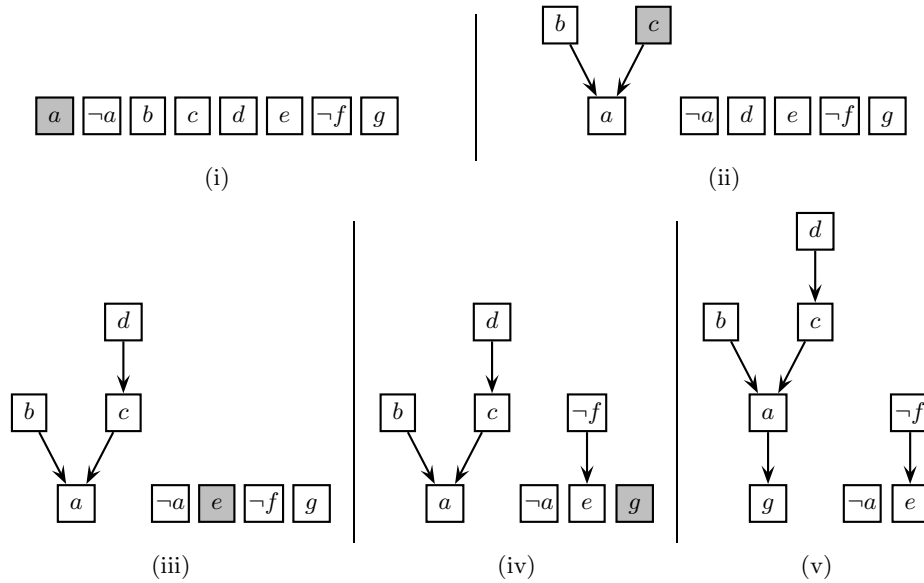 b c
a ¬a b c d e ¬f g a ¬a d e ¬f g
(i) (ii)
d
d d b c
b c b c ¬f a ¬f
a ¬a e ¬f g a ¬a e g g ¬a e
(iii) (iv) (v)